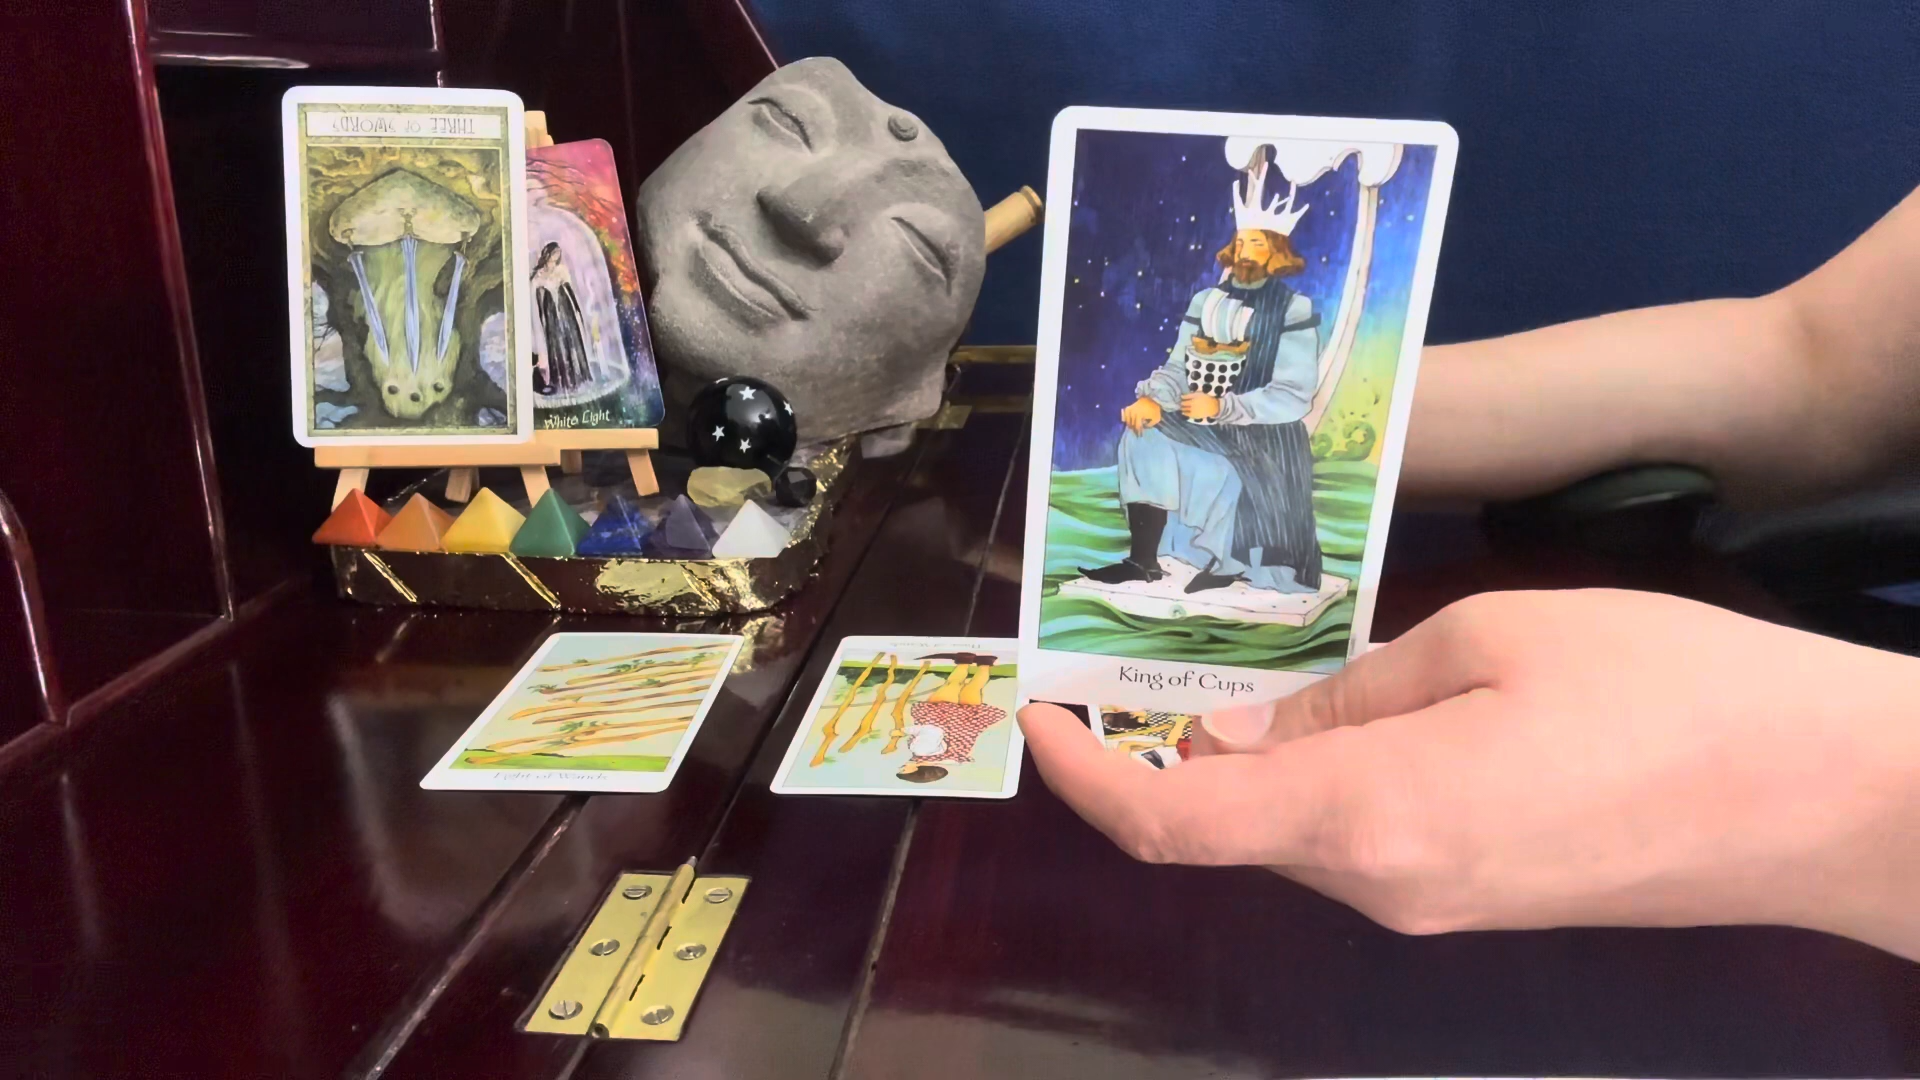 THREE OF SWORDS
White Light
King of Cups
Eight of Wands